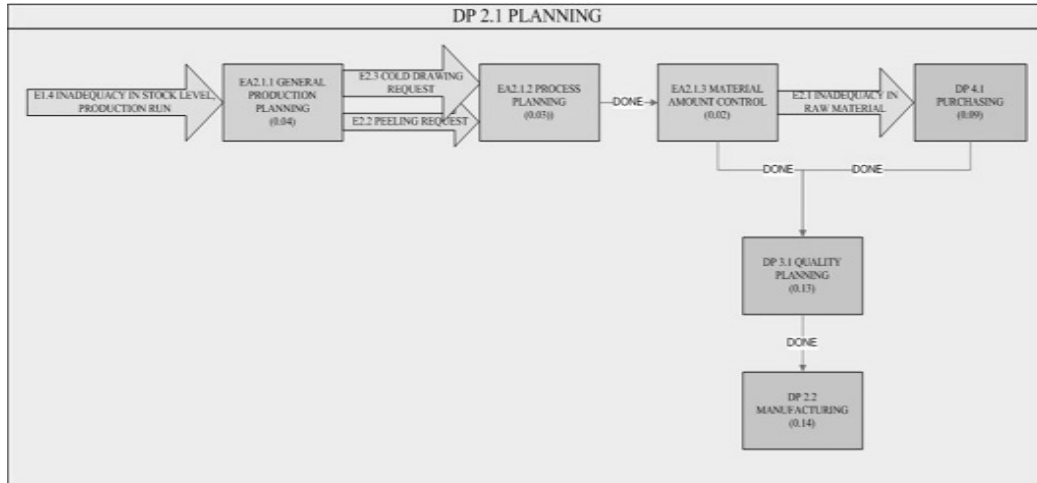 DP 2.1 PLANNING
E1.4 INADEQUACY IN STOCK LEVEL,
PRODUCTION RUN
EA2.1.1 GENERAL
PRODUCTION
PLANNING
(0.04)
E2.3 COLD DRAWING
REQUEST
E2.2 PEELING REQUEST
EA2.1.2 PROCESS
PLANNING
(0.03))
DONE
EA2.1.3 MATERIAL
AMOUNT CONTROL
(0.02)
E2.1 INADEQUACY IN
RAW MATERIAL
DP 4.1
PURCHASING
(0.09)
DONE
DONE
DP 3.1 QUALITY
PLANNING
(0.13)
DONE
DP 2.2
MANUFACTURING
(0.14)